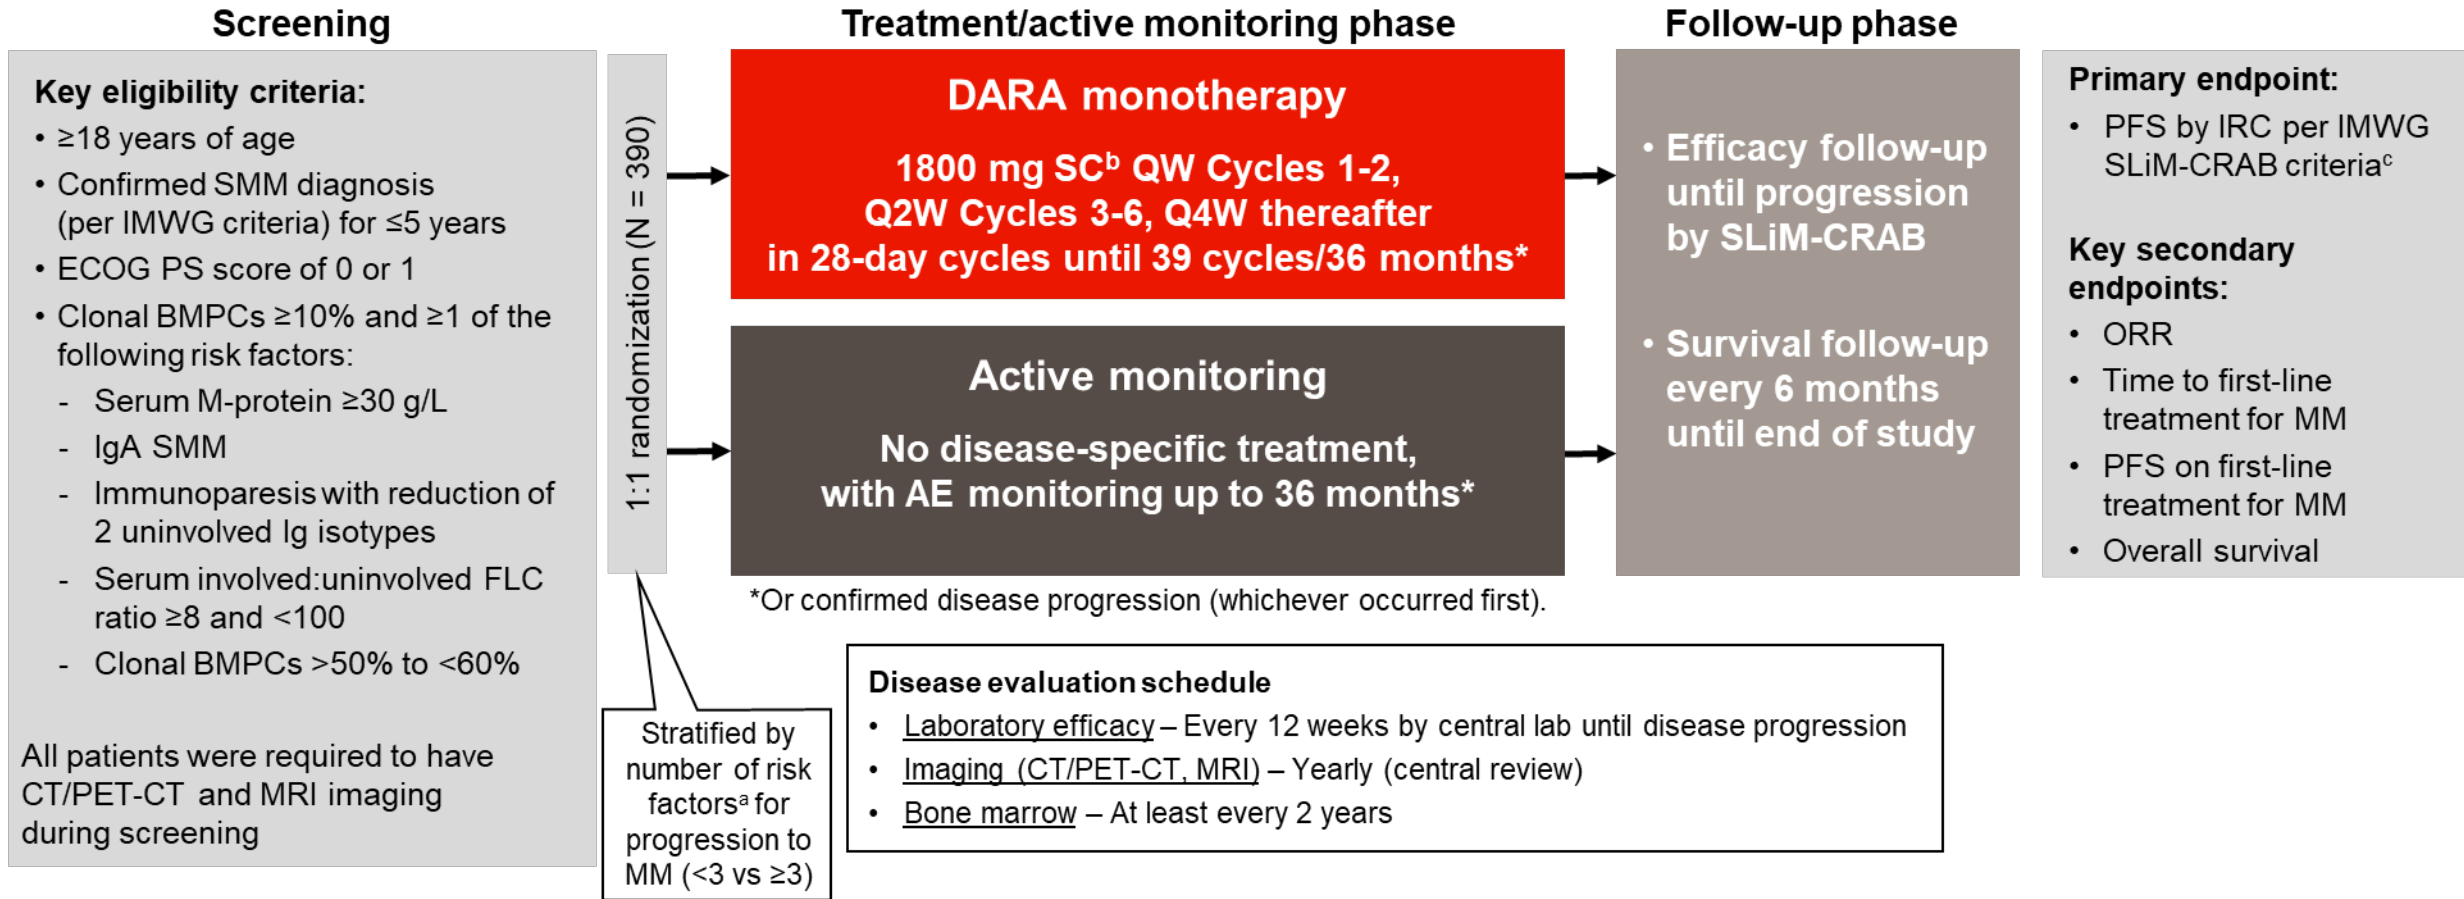 Screening
Key eligibility criteria:
• ≥18 years of age
• Confirmed SMM diagnosis
(per IMWG criteria) for ≤5 years
• ECOG PS score of 0 or 1
• Clonal BMPCs ≥10% and ≥1 of the
following risk factors:
- Serum M-protein ≥30 g/L
- IgA SMM
- Immunoparesis with reduction of
2 uninvolved Ig isotypes
- Serum involved:uninvolved FLC
ratio ≥8 and <100
- Clonal BMPCs >50% to <60%
All patients were required to have
CT/PET-CT and MRI imaging
during screening
1:1 randomization (N = 390)
Stratified by
number of risk
factorsᵃ for
progression to
MM (<3 vs ≥3)
Treatment/active monitoring phase
DARA monotherapy
1800 mg SCᵇ QW Cycles 1-2,
Q2W Cycles 3-6, Q4W thereafter
in 28-day cycles until 39 cycles/36 months*
Active monitoring
No disease-specific treatment,
with AE monitoring up to 36 months*
*Or confirmed disease progression (whichever occurred first).
Disease evaluation schedule
• Laboratory efficacy – Every 12 weeks by central lab until disease progression
• Imaging (CT/PET-CT, MRI) – Yearly (central review)
• Bone marrow – At least every 2 years
Follow-up phase
• Efficacy follow-up
until progression
by SLiM-CRAB
• Survival follow-up
every 6 months
until end of study
Primary endpoint:
• PFS by IRC per IMWG
SLiM-CRAB criteriaᶜ
Key secondary
endpoints:
• ORR
• Time to first-line
treatment for MM
• PFS on first-line
treatment for MM
• Overall survival